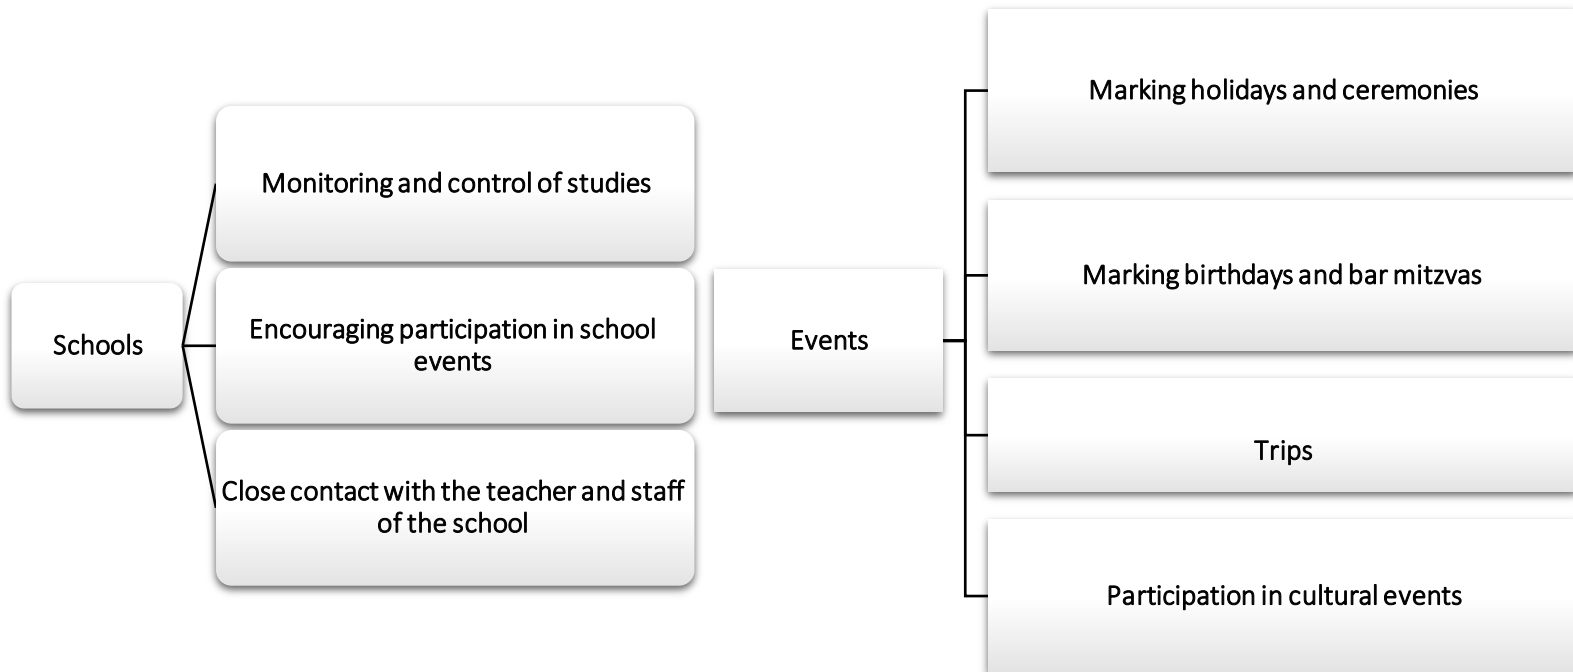 Schools
Monitoring and control of studies
Encouraging participation in school
events
Close contact with the teacher and staff
of the school
Events
Marking holidays and ceremonies
Marking birthdays and bar mitzvas
Trips
Participation in cultural events